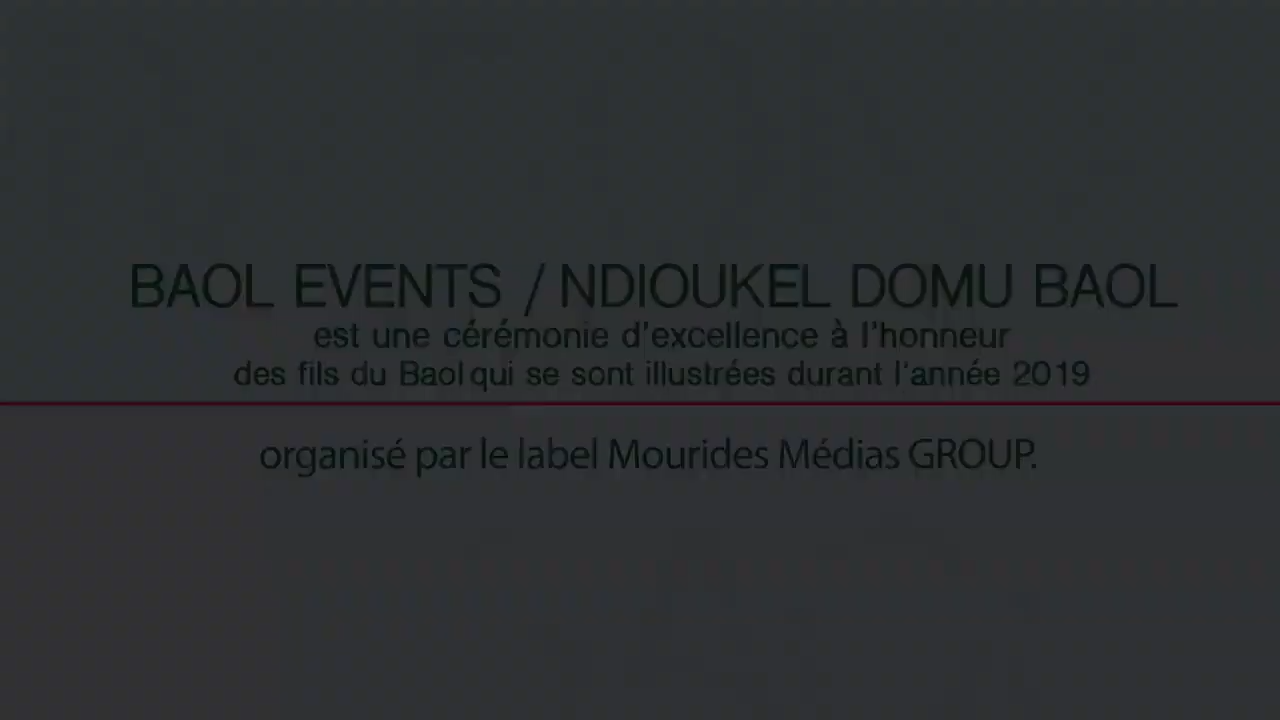 BAOL EVENTS / NDIOUKEL DOMU BAOL
est une cérémonie d'excellence à l'honneur
des fils du Baol qui se sont illustrées durant l'année 2019
organisé par le label Mourides Médias GROUP.